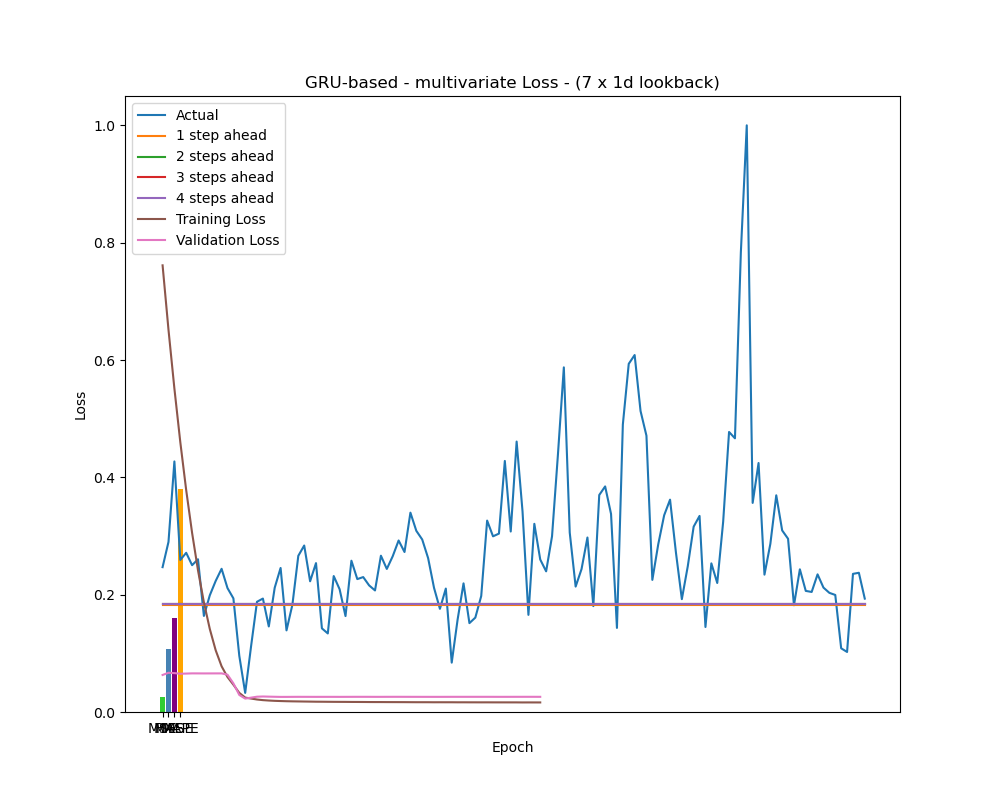 GRU-based - multivariate Loss - (7 x 1d lookback)
Actual
1 step ahead
2 steps ahead
3 steps ahead
4 steps ahead
Training Loss
Validation Loss
1.0
0.8
0.6
0.4
0.2
0.0
Loss
Epoch